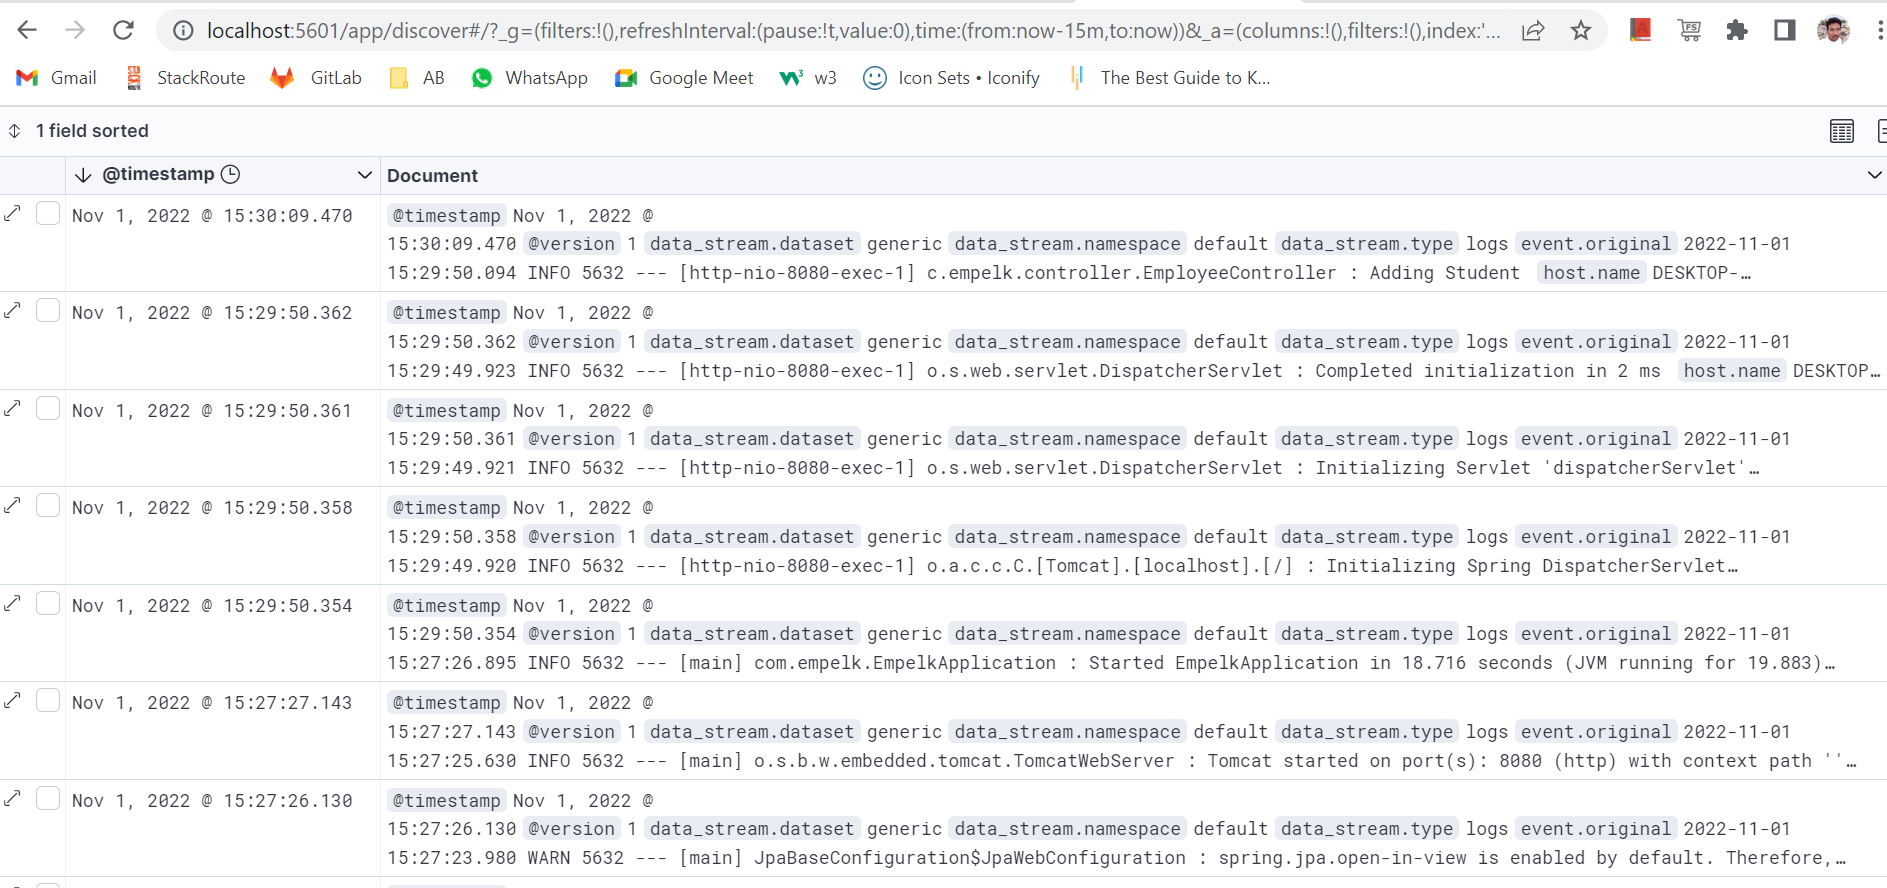 localhost:5601/app/discover#/?_g=(filters:!(),refreshInterval:(pause:!t,value:0),time:(from:now-15m,to:now))&_a=(columns:!(),filters:!(),index:'...
Gmail StackRoute GitLab AB WhatsApp Google Meet w3 Icon Sets • Iconify The Best Guide to K...
1 field sorted
@timestamp Document
Nov 1, 2022 @ 15:30:09.470 @timestamp Nov 1, 2022 @
15:30:09.470 @version 1 data_stream.dataset generic data_stream.namespace default data_stream.type logs event.original 2022-11-01
15:29:50.094 INFO 5632 --- [http-nio-8080-exec-1] c.empelk.controller.EmployeeController : Adding Student host.name DESKTOP-…
Nov 1, 2022 @ 15:29:50.362 @timestamp Nov 1, 2022 @
15:29:50.362 @version 1 data_stream.dataset generic data_stream.namespace default data_stream.type logs event.original 2022-11-01
15:29:49.923 INFO 5632 --- [http-nio-8080-exec-1] o.s.web.servlet.DispatcherServlet : Completed initialization in 2 ms host.name DESKTOP…
Nov 1, 2022 @ 15:29:50.361 @timestamp Nov 1, 2022 @
15:29:50.361 @version 1 data_stream.dataset generic data_stream.namespace default data_stream.type logs event.original 2022-11-01
15:29:49.921 INFO 5632 --- [http-nio-8080-exec-1] o.s.web.servlet.DispatcherServlet : Initializing Servlet 'dispatcherServlet'…
Nov 1, 2022 @ 15:29:50.358 @timestamp Nov 1, 2022 @
15:29:50.358 @version 1 data_stream.dataset generic data_stream.namespace default data_stream.type logs event.original 2022-11-01
15:29:49.920 INFO 5632 --- [http-nio-8080-exec-1] o.a.c.c.C.[Tomcat].[localhost].[/] : Initializing Spring DispatcherServlet…
Nov 1, 2022 @ 15:29:50.354 @timestamp Nov 1, 2022 @
15:29:50.354 @version 1 data_stream.dataset generic data_stream.namespace default data_stream.type logs event.original 2022-11-01
15:27:26.895 INFO 5632 --- [main] com.empelk.EmpelkApplication : Started EmpelkApplication in 18.716 seconds (JVM running for 19.883)…
Nov 1, 2022 @ 15:27:27.143 @timestamp Nov 1, 2022 @
15:27:27.143 @version 1 data_stream.dataset generic data_stream.namespace default data_stream.type logs event.original 2022-11-01
15:27:25.630 INFO 5632 --- [main] o.s.b.w.embedded.tomcat.TomcatWebServer : Tomcat started on port(s): 8080 (http) with context path ''…
Nov 1, 2022 @ 15:27:26.130 @timestamp Nov 1, 2022 @
15:27:26.130 @version 1 data_stream.dataset generic data_stream.namespace default data_stream.type logs event.original 2022-11-01
15:27:23.980 WARN 5632 --- [main] JpaBaseConfiguration$JpaWebConfiguration : spring.jpa.open-in-view is enabled by default. Therefore,…